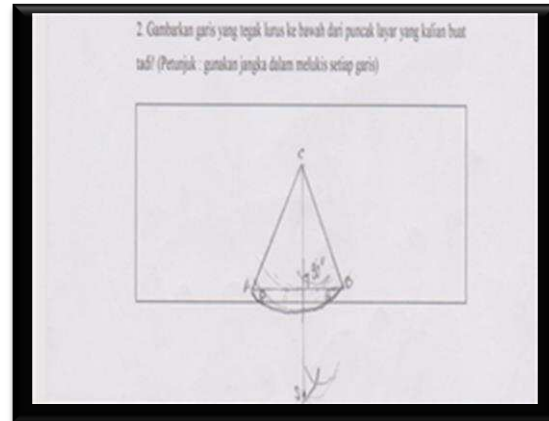 2. Gambarkan garis yang tegak lurus ke bawah dari puncak layar yang kalian buat
tadi? (Petunjuk : gunakan jangka dalam melukis setiap garis)
C
90°
A
B
D